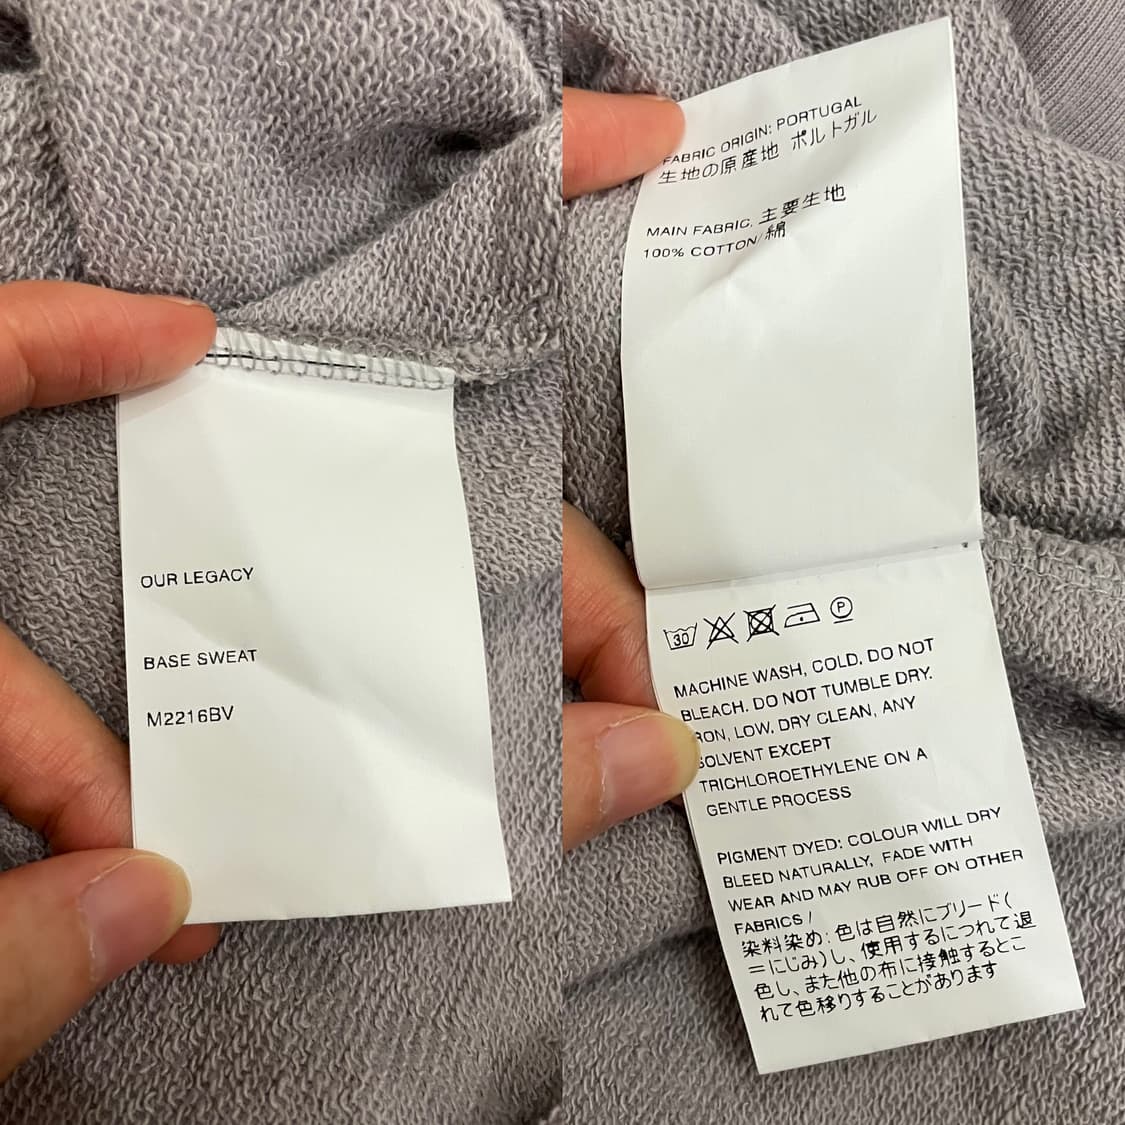 OUR LEGACY
BASE SWEAT
M2216BV
FABRIC ORIGIN: PORTUGAL
生地の原産地 ポルトガル
MAIN FABRIC, 主要生地
100% COTTON/綿
30 P
MACHINE WASH, COLD. DO NOT
BLEACH. DO NOT TUMBLE DRY.
IRON, LOW. DRY CLEAN, ANY
SOLVENT EXCEPT
TRICHLOROETHYLENE ON A
GENTLE PROCESS
PIGMENT DYED: COLOUR WILL DRY
BLEED NATURALLY, FADE WITH
WEAR AND MAY RUB OFF ON OTHER
FABRICS /
染料染め: 色は自然にブリード(
=にじみ)し、使用するにつれて退
色し、また他の布に接触するとこ
れて色移りすることがあります